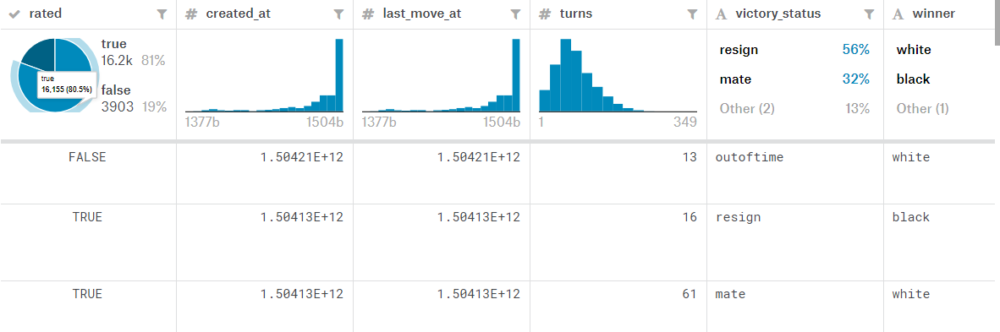 rated
created_at
last_move_at
turns
A victory_status
A winner
true
16.2k 81%
false
3903 19%
true
16,155 (80.5%)
1377b 1504b
1377b 1504b
1 349
resign 56%
mate 32%
Other (2) 13%
white
black
Other (1)
FALSE 1.50421E+12 1.50421E+12 13 outoftime white
TRUE 1.50413E+12 1.50413E+12 16 resign black
TRUE 1.50413E+12 1.50413E+12 61 mate white